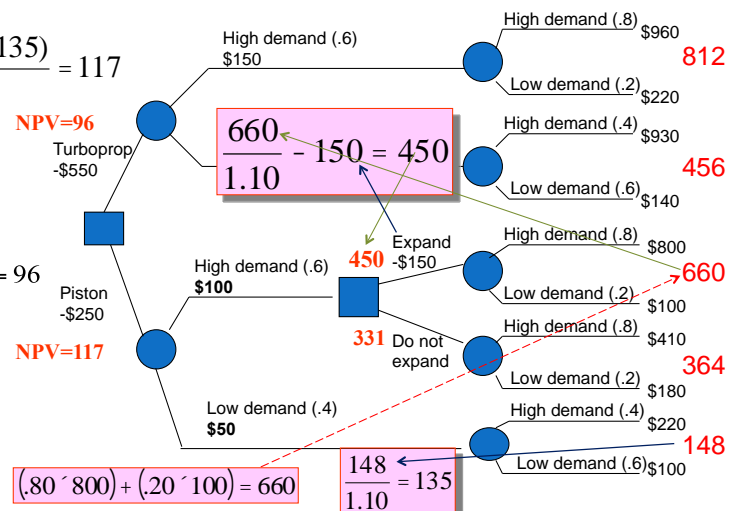 High demand (.8) $960
135)
= 117
High demand (.6)
$150
812
Low demand (.2) $220
NPV=96
Turboprop
-$550
660
1.10
- 150 = 450
High demand (.4) $930
456
Low demand (.6) $140
450
Expand
-$150
High demand (.8) $800
660
= 96
High demand (.6)
$100
Piston
-$250
Low demand (.2) $100
NPV=117
331
Do not
expand
High demand (.8) $410
364
Low demand (.2) $180
Low demand (.4)
$50
High demand (.4) $220
148
Low demand (.6) $100
148
1.10
= 135
(.80 ´ 800) + (.20 ´ 100) = 660